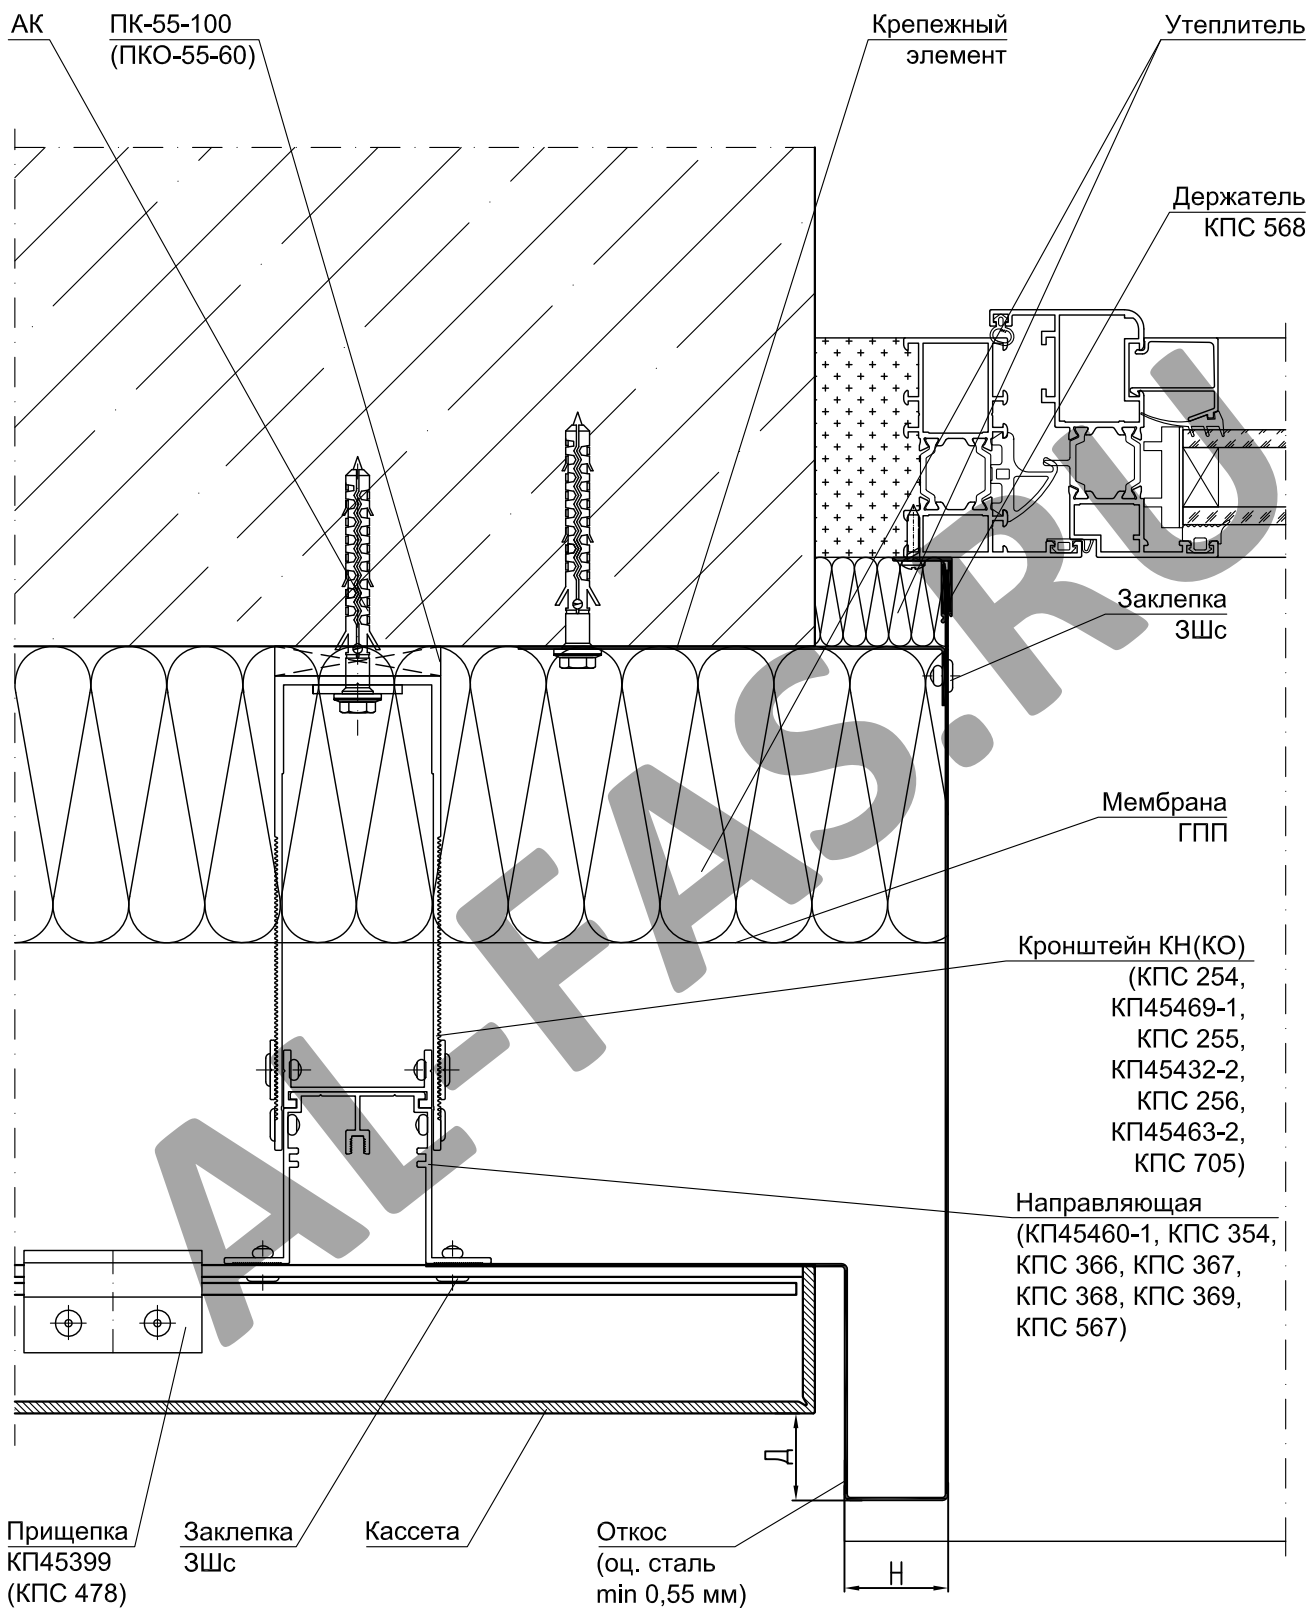 АК
ПК-55-100
(ПКО-55-60)
Крепежный
элемент
Утеплитель
Держатель
КПС 568
Заклепка
ЗШс
Мембрана
ГПП
Кронштейн КН(КО)
(КПС 254,
КП45469-1,
КПС 255,
КП45432-2,
КПС 256,
КП45463-2,
КПС 705)
Направляющая
(КП45460-1, КПС 354,
КПС 366, КПС 367,
КПС 368, КПС 369,
КПС 567)
Д
Н
Прищепка
КП45399
(КПС 478)
Заклепка
ЗШс
Кассета
Откос
(оц. сталь
min 0,55 мм)
AL-FAS.RU